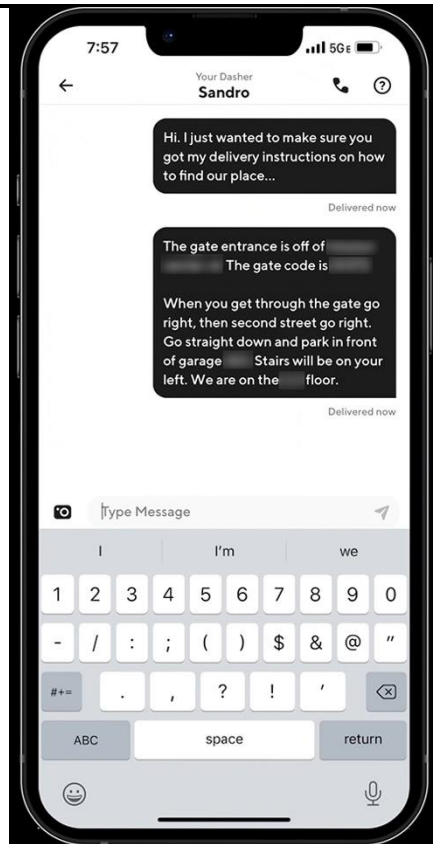 7:57
5GE
Your Dasher
Sandro
Hi. I just wanted to make sure you
got my delivery instructions on how
to find our place...
Delivered now
The gate entrance is off of
The gate code is
When you get through the gate go
right, then second street go right.
Go straight down and park in front
of garage Stairs will be on your
left. We are on the floor.
Delivered now
Type Message
I I'm we
1 2 3 4 5 6 7 8 9 0
- / : ; ( ) $ & @ "
#+= . , ? ! '
ABC space return